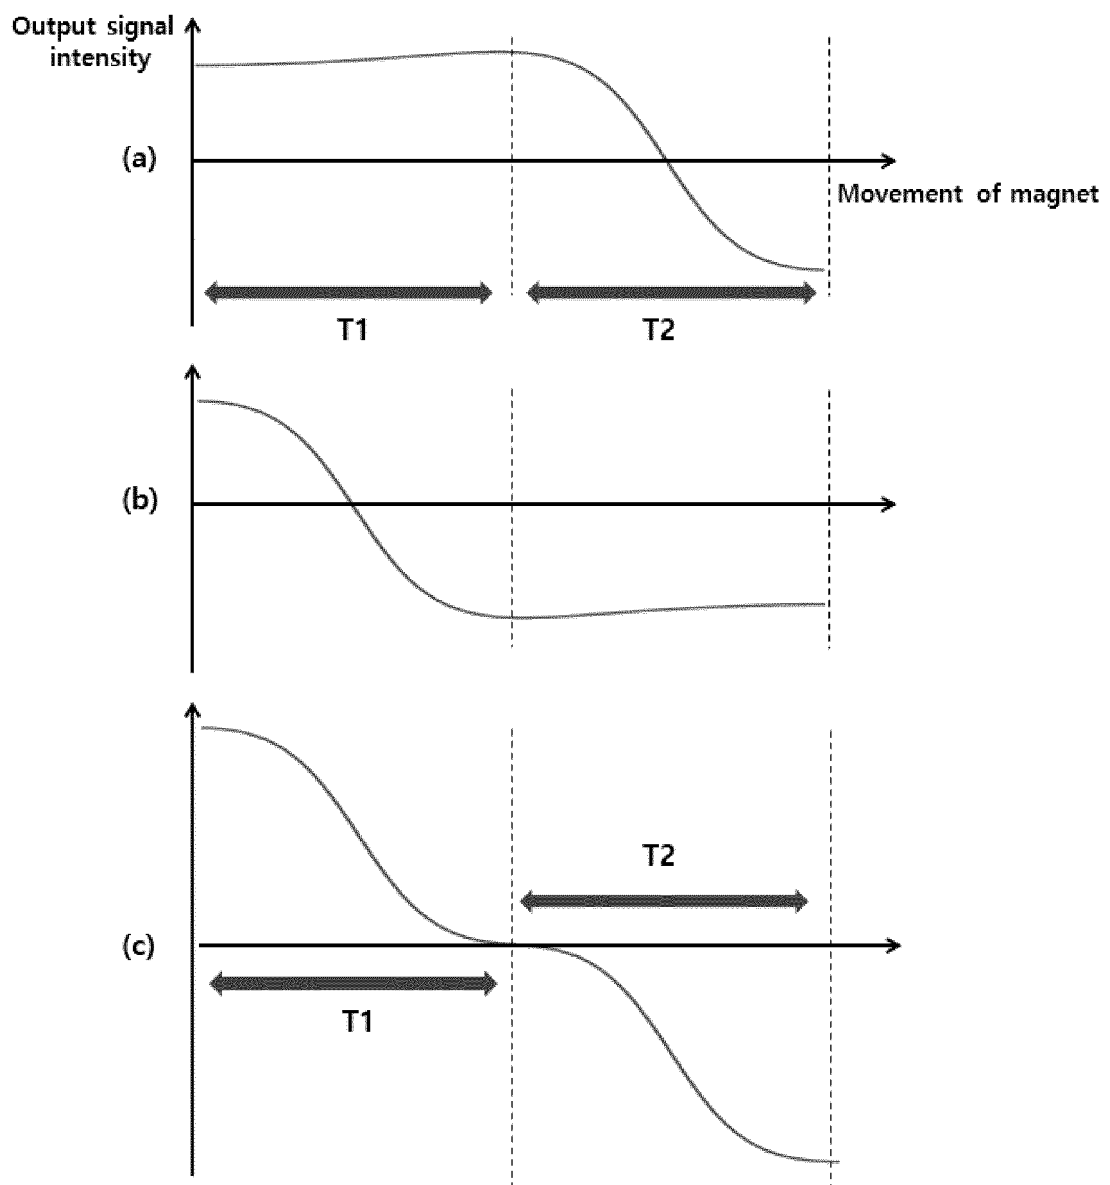 Output signal
intensity
(a)
Movement of magnet
T1
T2
(b)
T2
(c)
T1